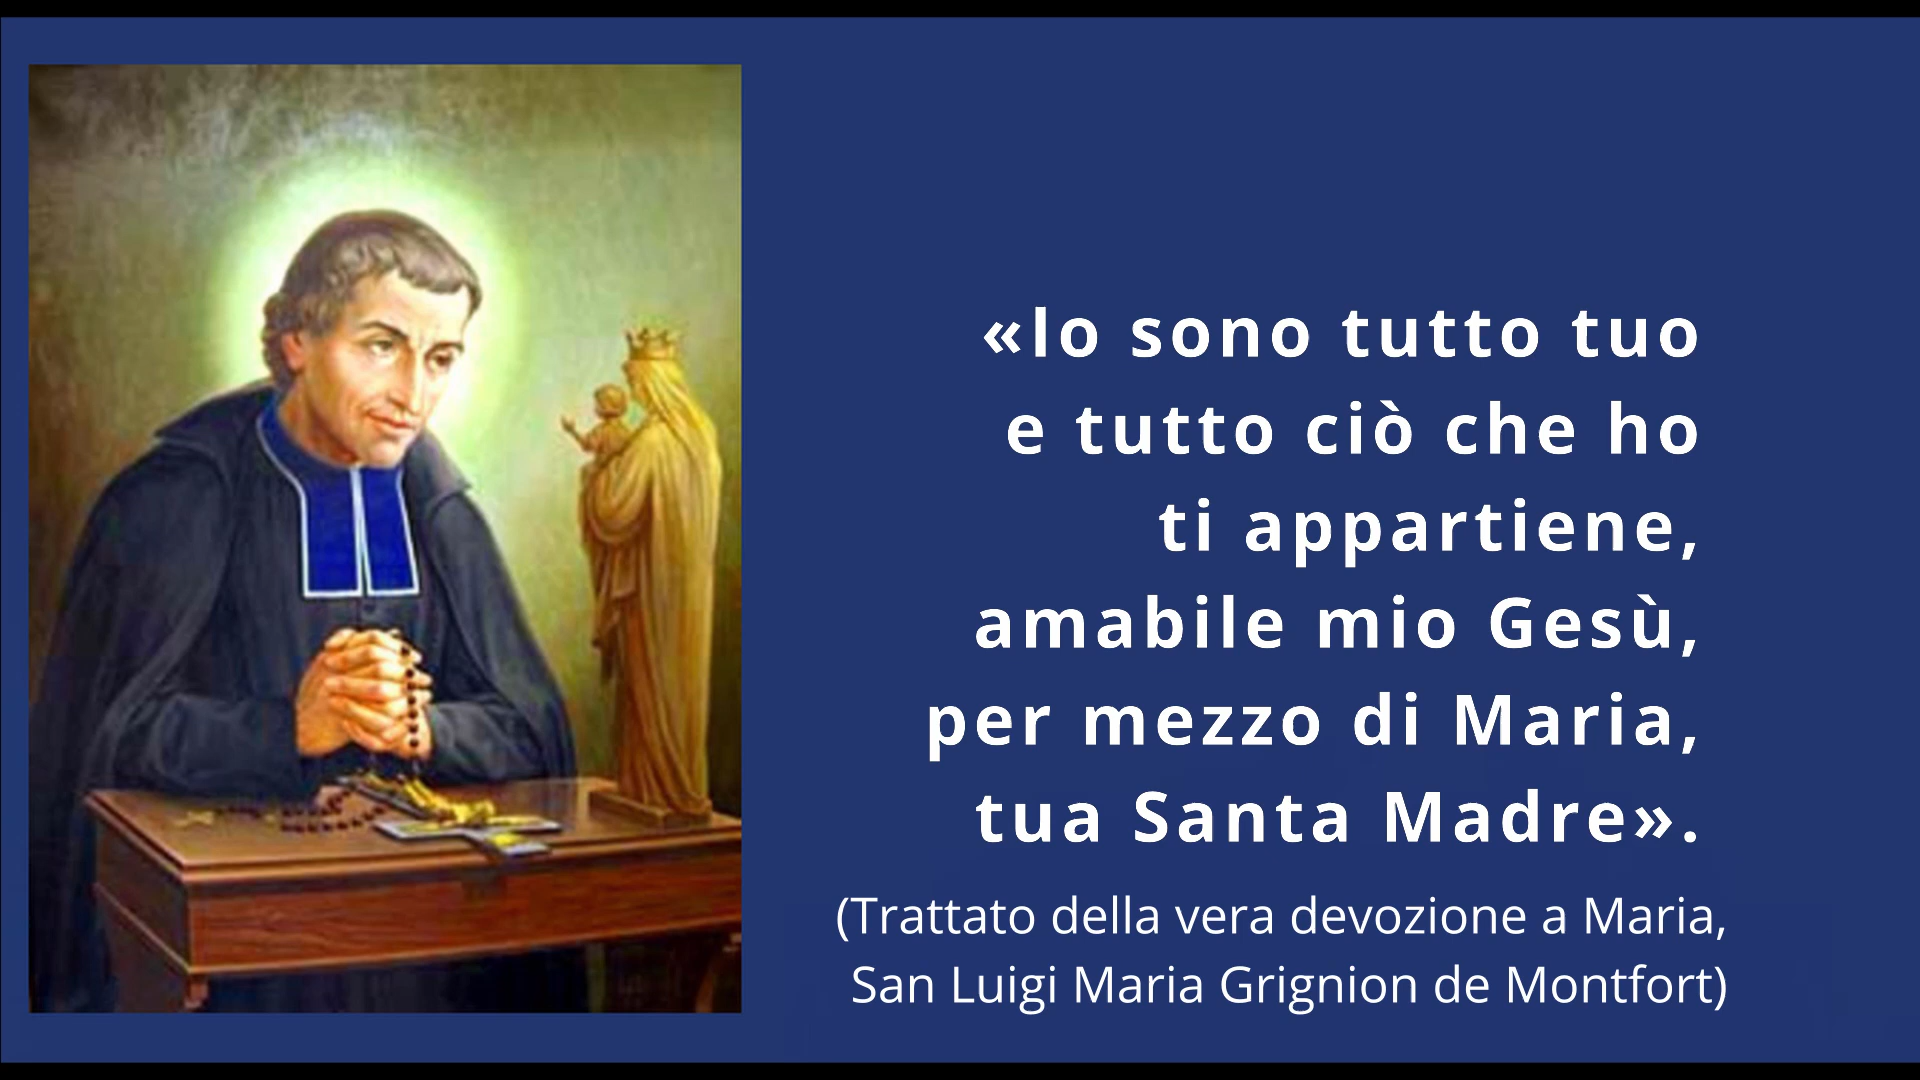 «Io sono tutto tuo
e tutto ciò che ho
ti appartiene,
amabile mio Gesù,
per mezzo di Maria,
tua Santa Madre».
(Trattato della vera devozione a Maria,
San Luigi Maria Grignion de Montfort)